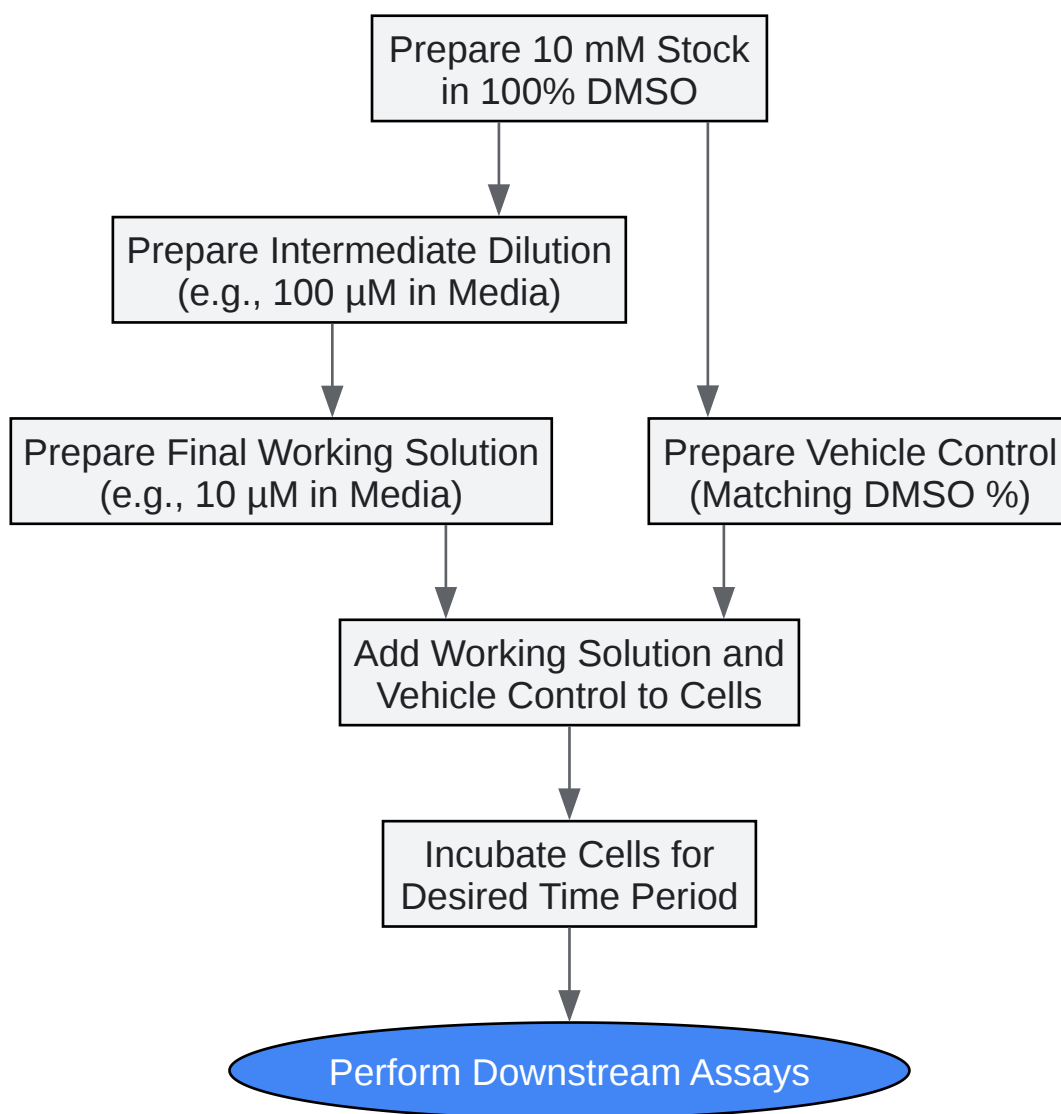 Prepare 10 mM Stock
in 100% DMSO
Prepare Intermediate Dilution
(e.g., 100 µM in Media)
Prepare Final Working Solution
(e.g., 10 µM in Media)
Prepare Vehicle Control
(Matching DMSO %)
Add Working Solution and
Vehicle Control to Cells
Incubate Cells for
Desired Time Period
Perform Downstream Assays